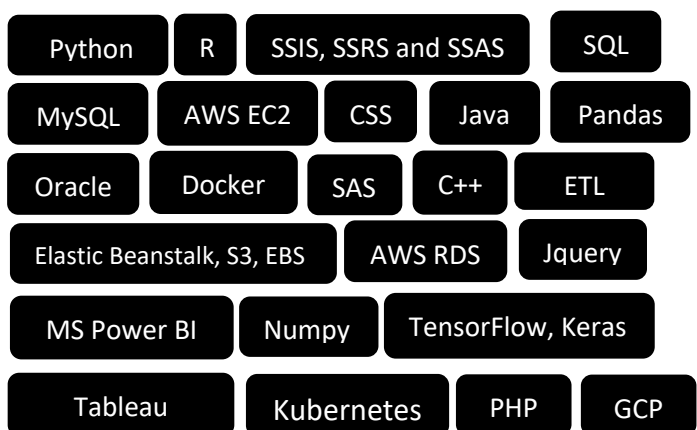 Python R SSIS, SSRS and SSAS SQL
MySQL AWS EC2 CSS Java Pandas
Oracle Docker SAS C++ ETL
Elastic Beanstalk, S3, EBS AWS RDS Jquery
MS Power BI Numpy TensorFlow, Keras
Tableau Kubernetes PHP GCP